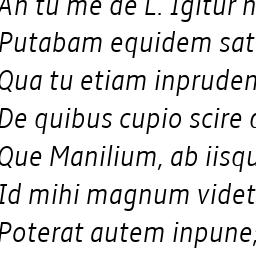 An tu me de L. Igitur n
Putabam equidem sat
Qua tu etiam inpruden
De quibus cupio scire
Que Manilium, ab iisqu
Id mihi magnum videt
Poterat autem inpune;